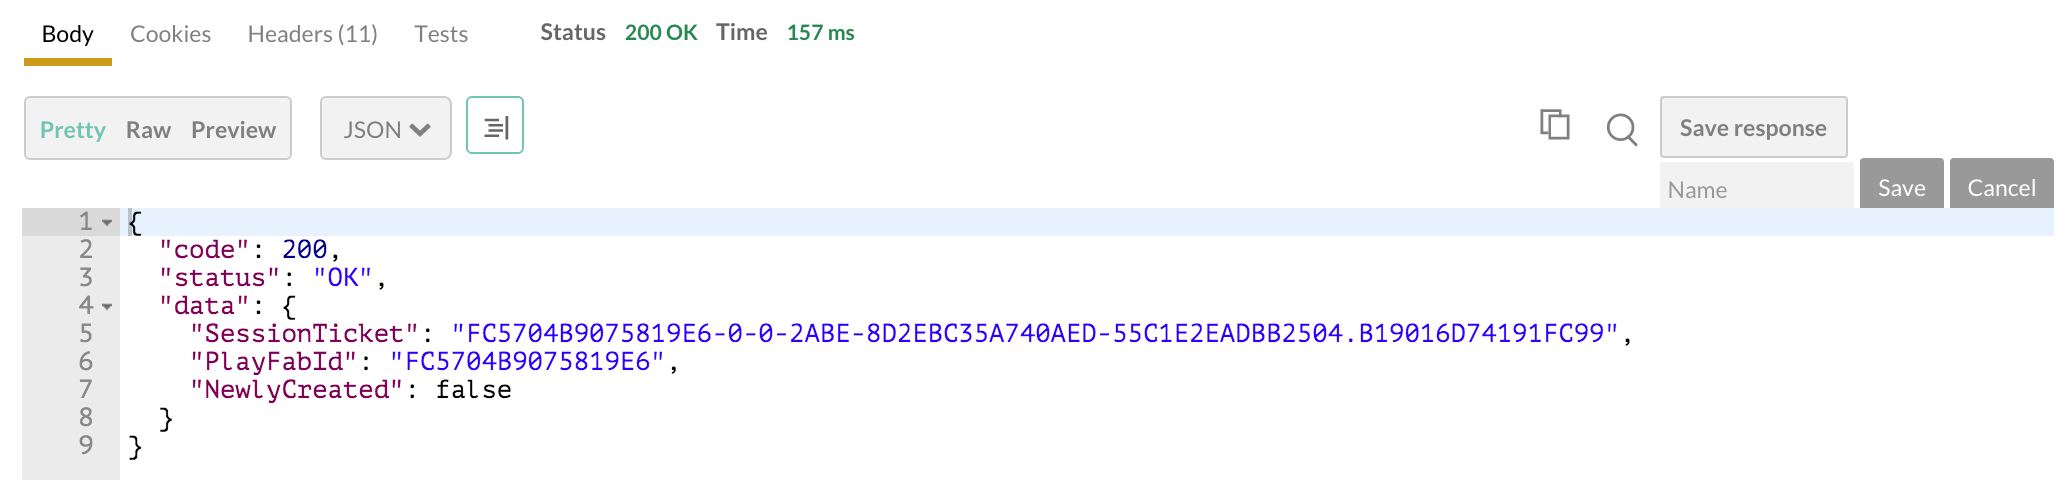 Body Cookies Headers (11) Tests Status 200 OK Time 157 ms
Pretty Raw Preview JSON Save response
Name Save Cancel
1 {
2 "code": 200,
3 "status": "OK",
4 "data": {
5 "SessionTicket": "FC5704B9075819E6-0-0-2ABE-8D2EBC35A740AED-55C1E2EADBB2504.B19016D74191FC99",
6 "PlayFabId": "FC5704B9075819E6",
7 "NewlyCreated": false
8 }
9 }